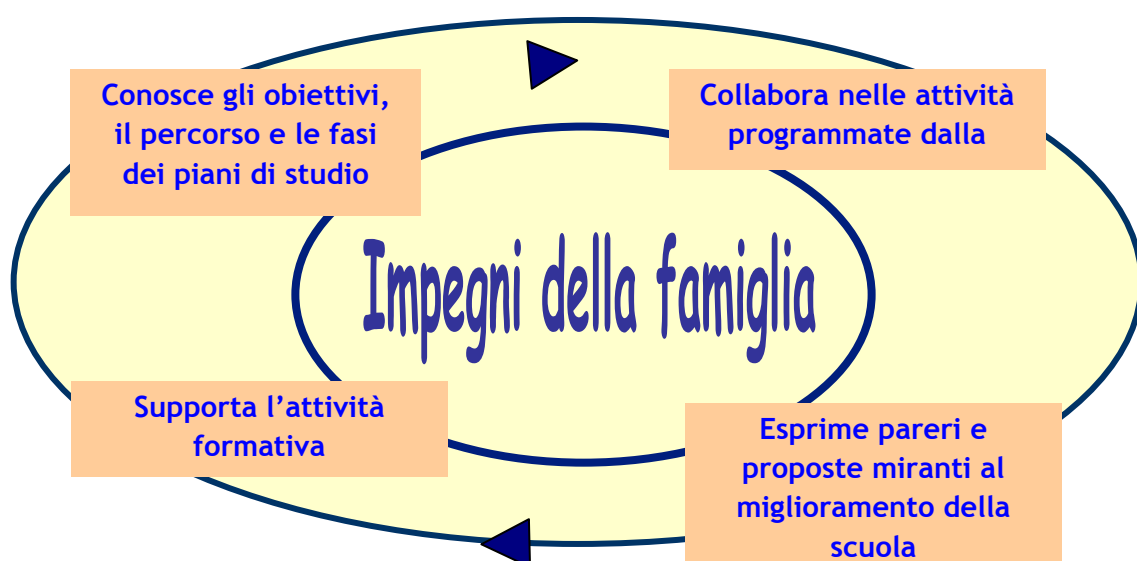 Conosce gli obiettivi,
il percorso e le fasi
dei piani di studio
Collabora nelle attività
programmate dalla
Impegni della famiglia
Supporta l’attività
formativa
Esprime pareri e
proposte miranti al
miglioramento della
scuola